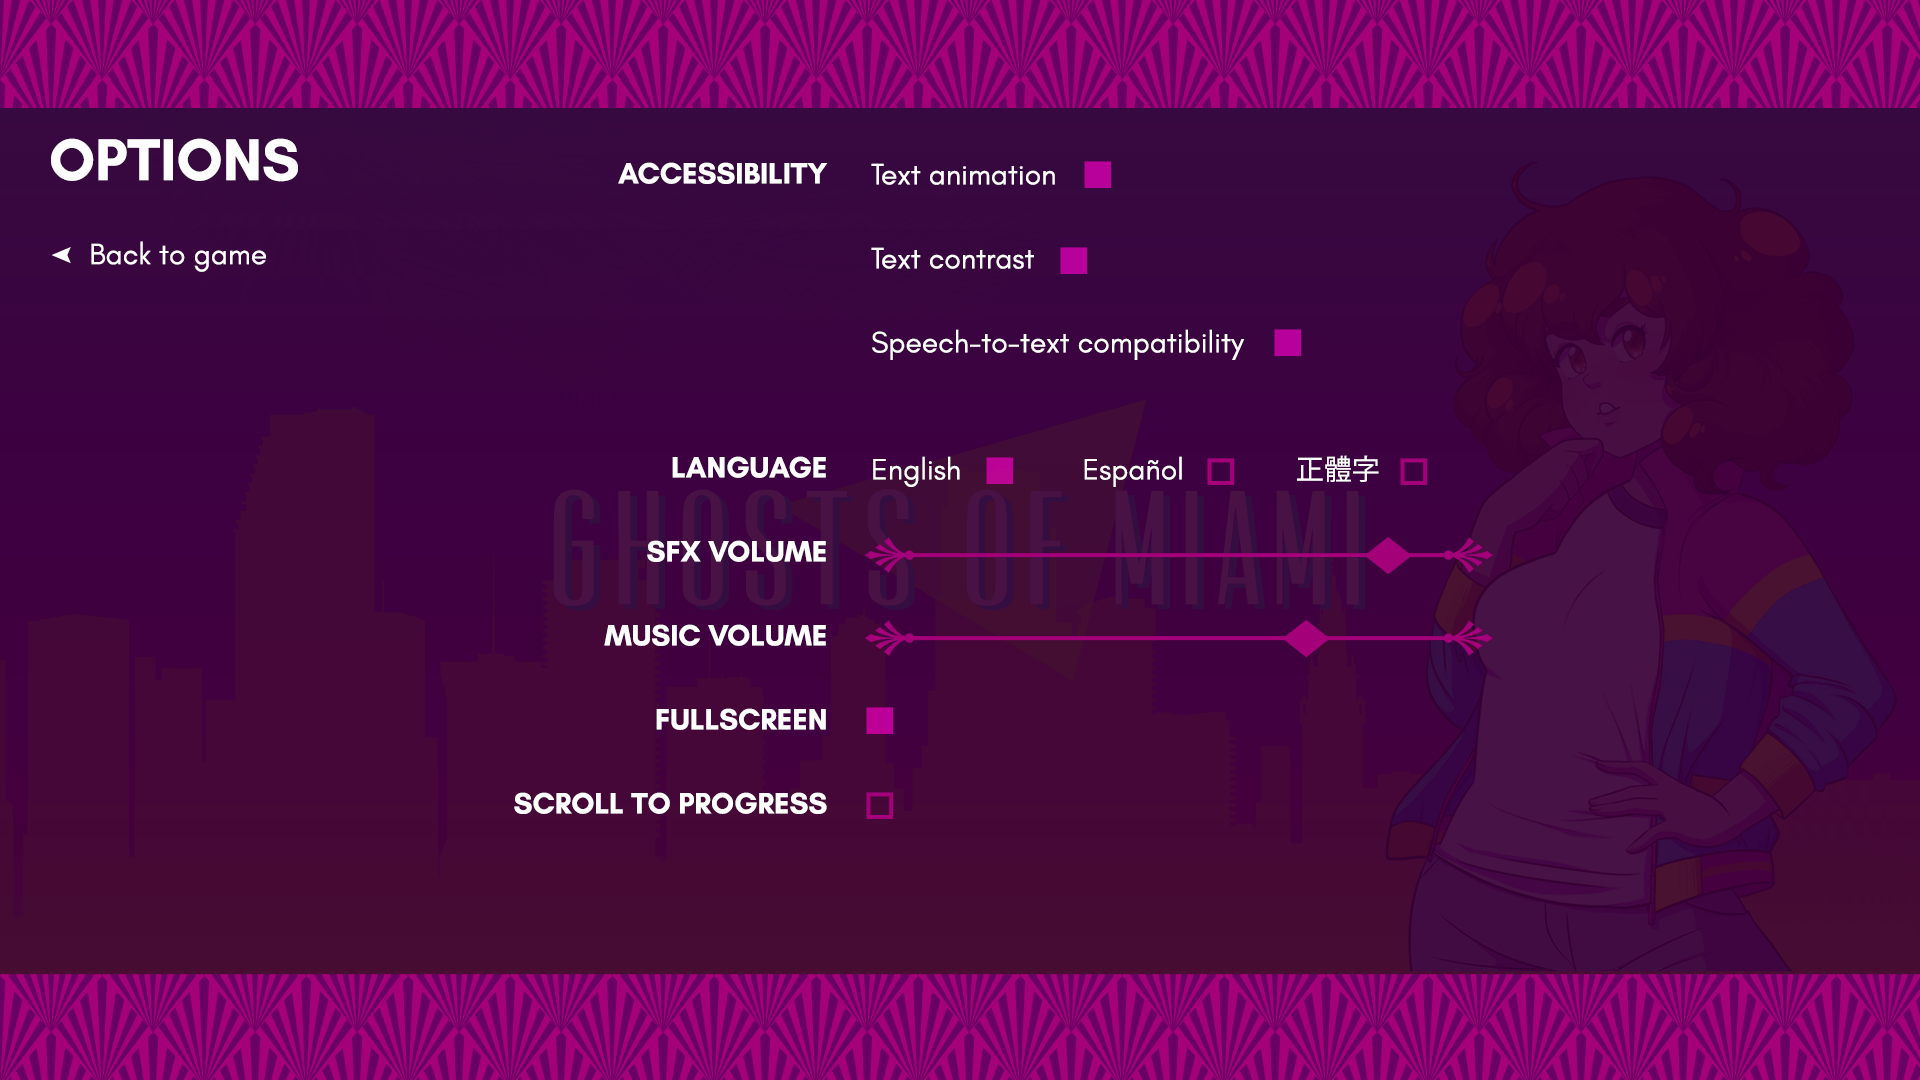 OPTIONS
Back to game
ACCESSIBILITY Text animation
Text contrast
Speech-to-text compatibility
LANGUAGE English Español 正體字
GHOSTS OF MIAMI
SFX VOLUME
MUSIC VOLUME
FULLSCREEN
SCROLL TO PROGRESS